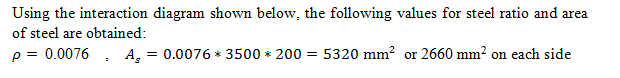 Using the interaction diagram shown below, the following values for steel ratio and area
of steel are obtained:
ρ = 0.0076 , Aₛ = 0.0076 * 3500 * 200 = 5320 mm² or 2660 mm² on each side